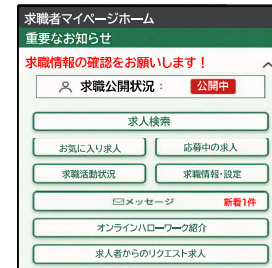 求職者マイページホーム
重要なお知らせ
求職情報の確認をお願いします！
求職公開状況： 公開中
求人検索
お気に入り求人 応募中の求人
求職活動状況 求職情報・設定
メッセージ 新着1件
オンラインハローワーク紹介
求人者からのリクエスト求人